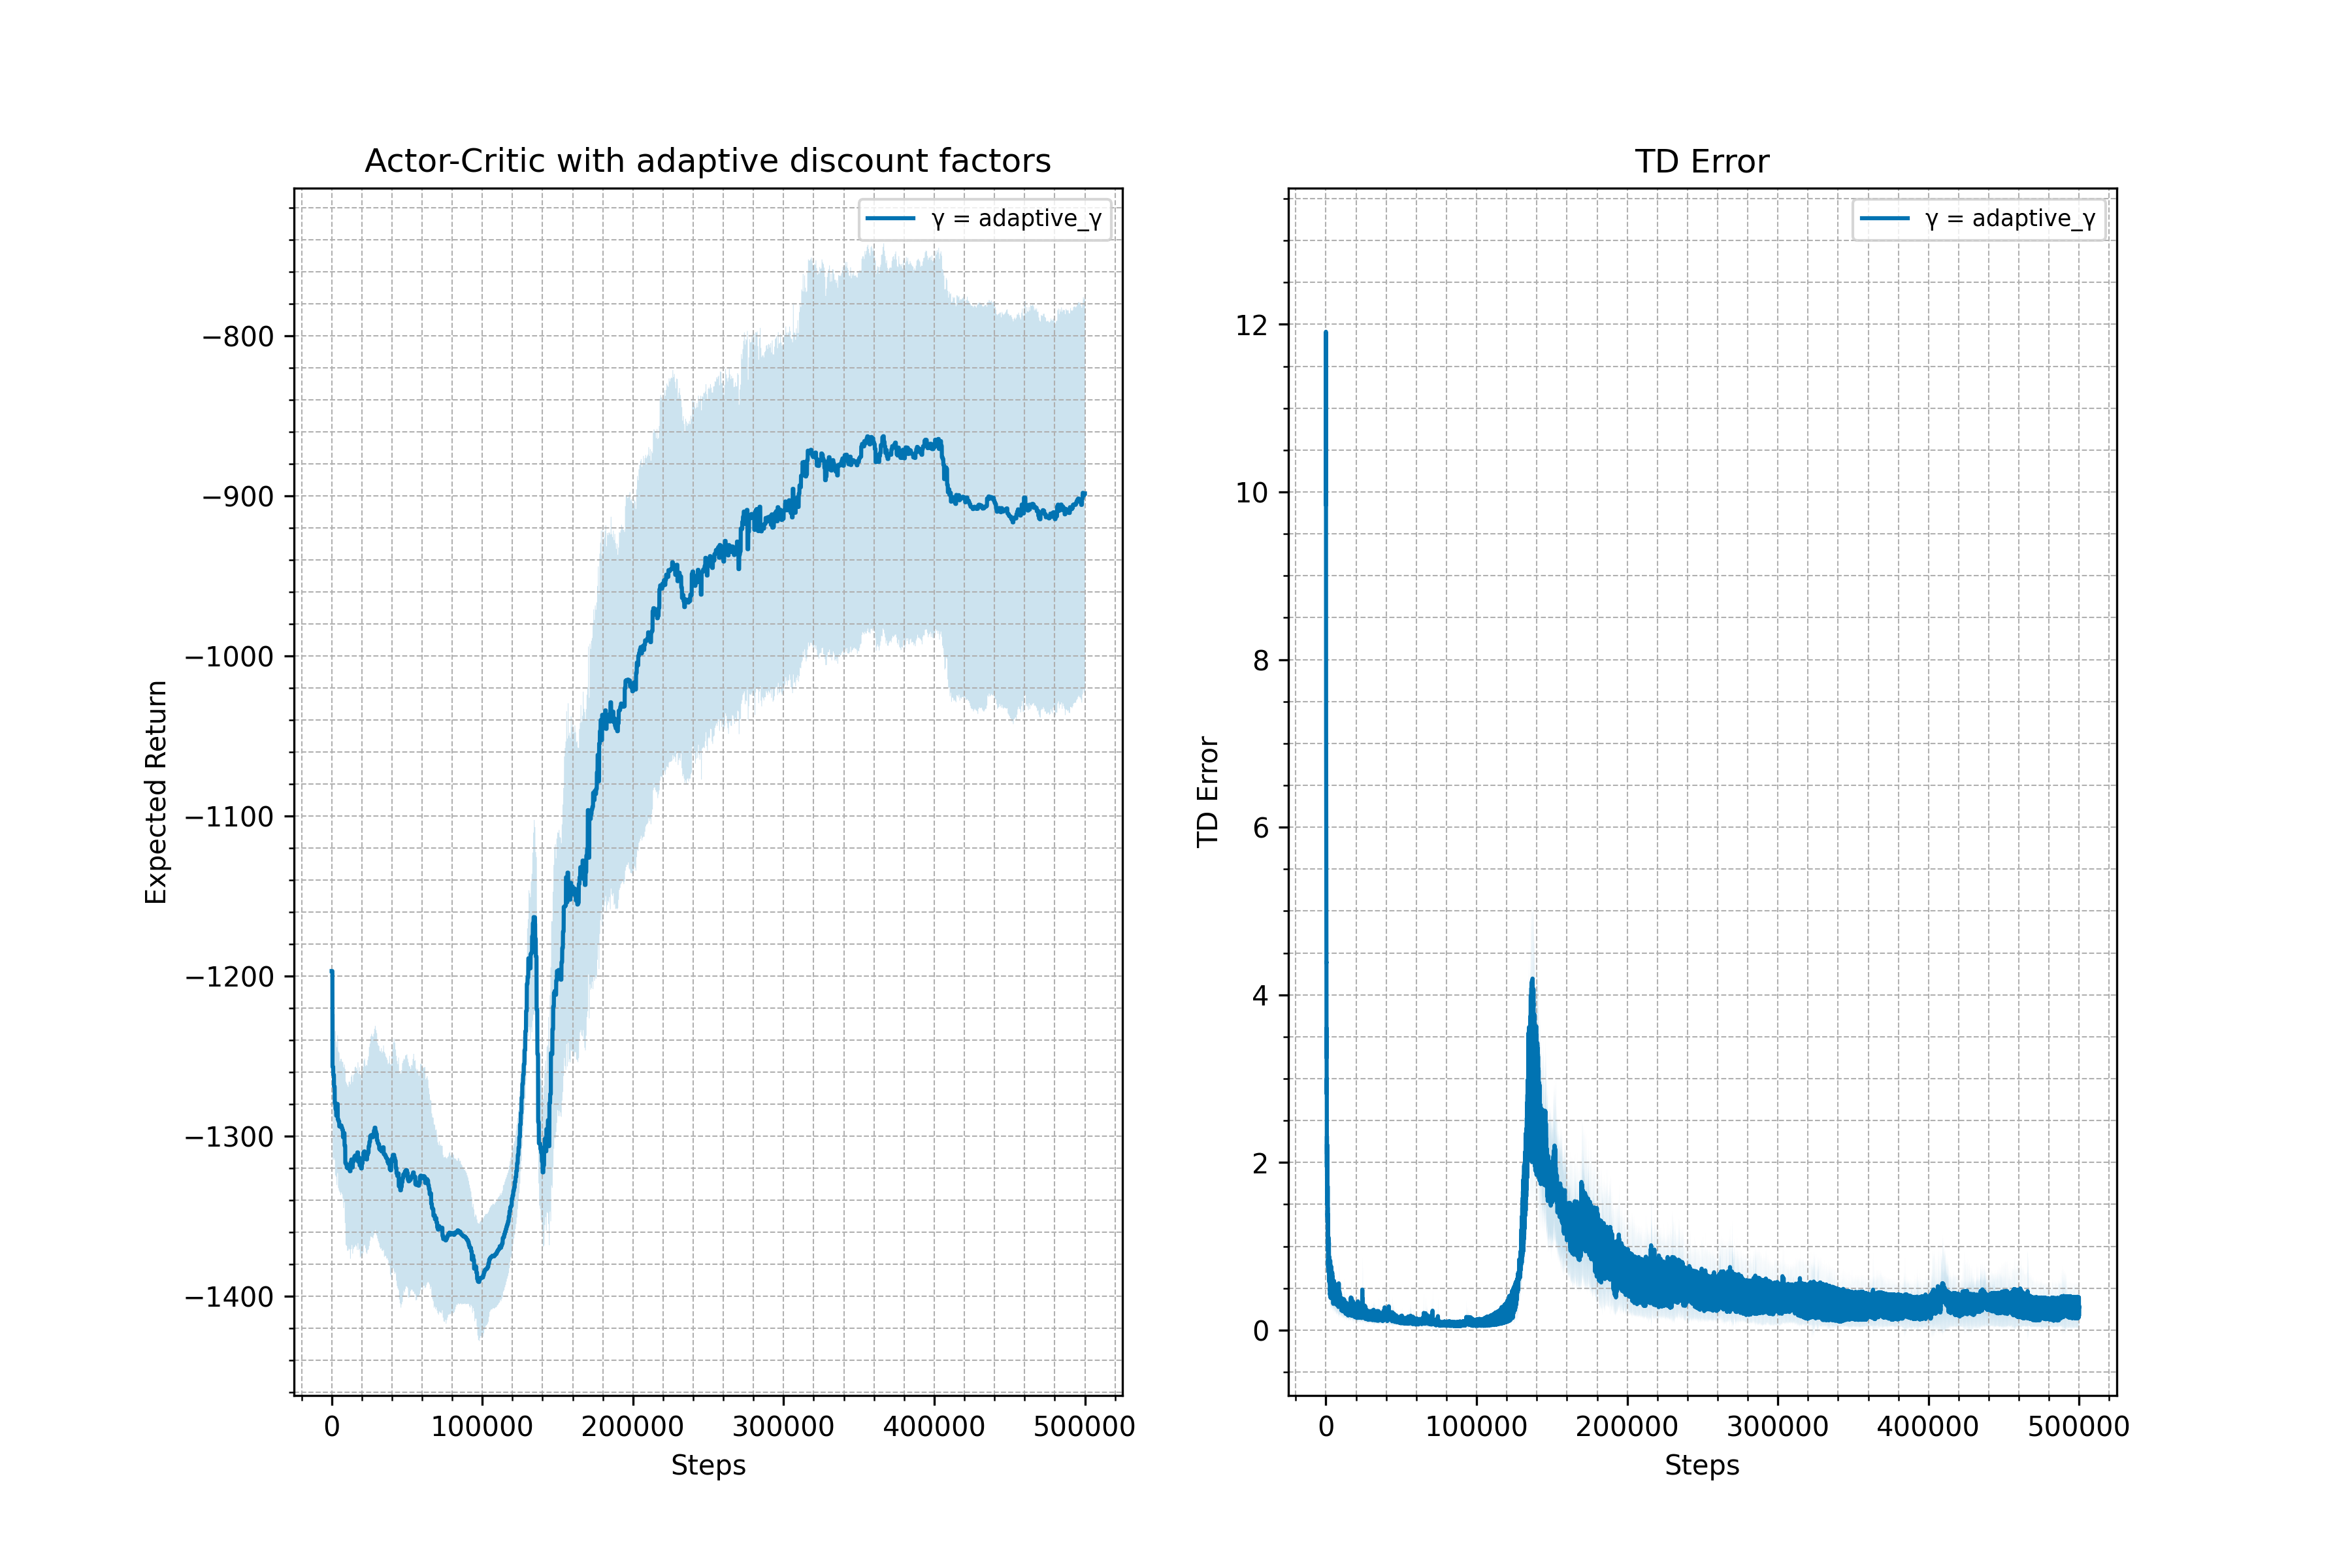 Actor-Critic with adaptive discount factors
γ = adaptive_γ
Expected Return
−800
−900
−1000
−1100
−1200
−1300
−1400
0 100000 200000 300000 400000 500000
Steps
TD Error
γ = adaptive_γ
TD Error
12
10
8
6
4
2
0
0 100000 200000 300000 400000 500000
Steps